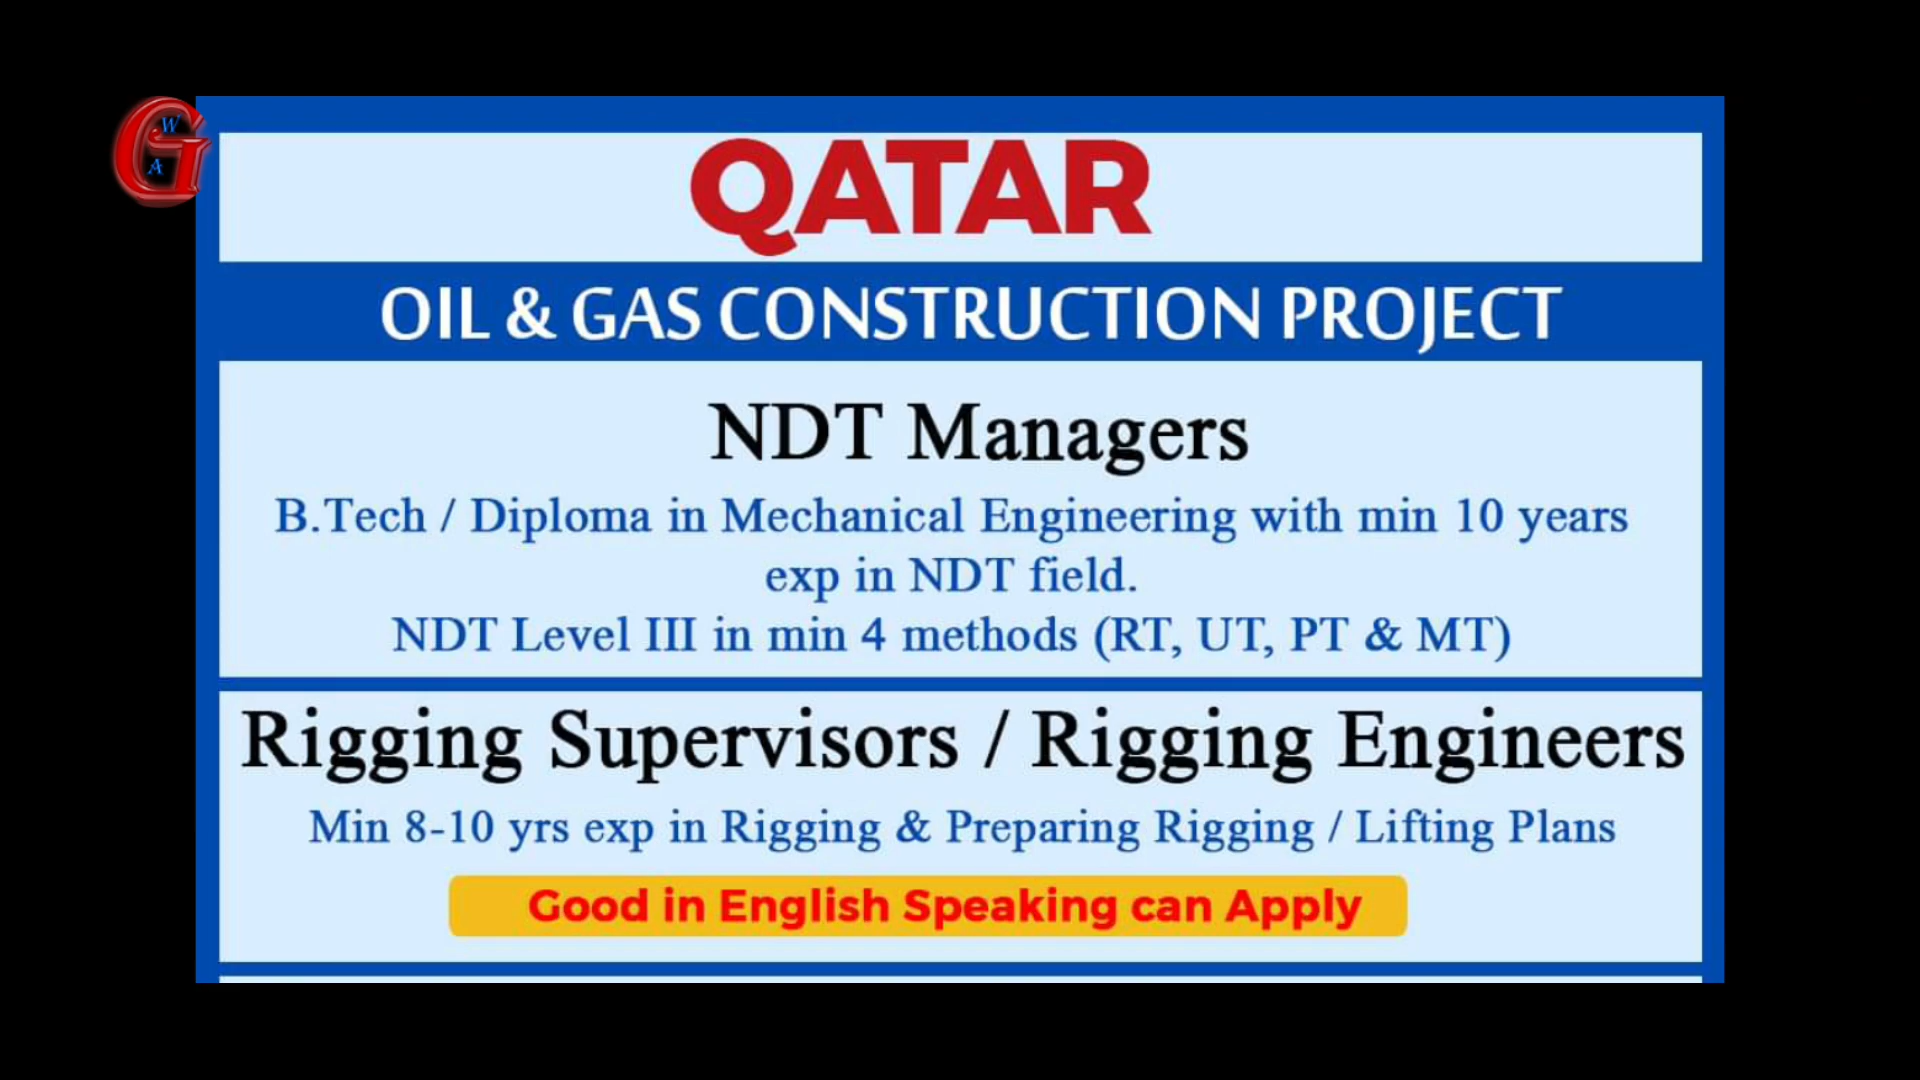 G
W
A
QATAR
OIL & GAS CONSTRUCTION PROJECT
NDT Managers
B.Tech / Diploma in Mechanical Engineering with min 10 years
exp in NDT field.
NDT Level III in min 4 methods (RT, UT, PT & MT)
Rigging Supervisors / Rigging Engineers
Min 8-10 yrs exp in Rigging & Preparing Rigging / Lifting Plans
Good in English Speaking can Apply